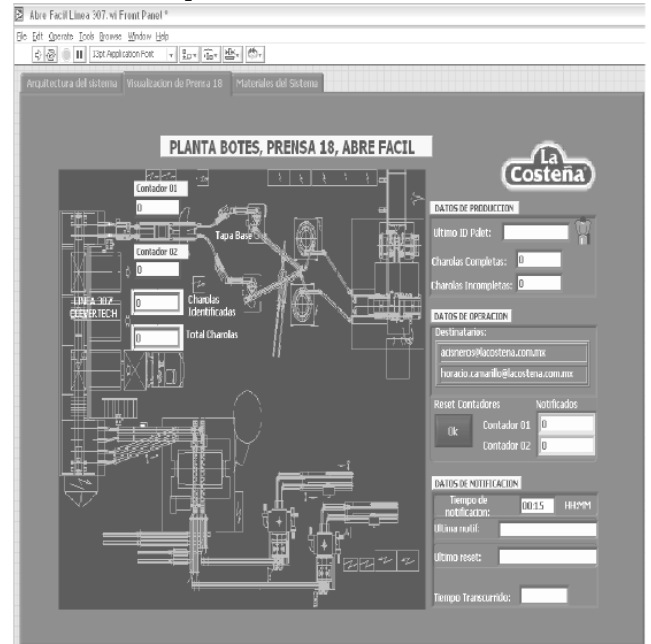 Abre Facil Linea 307.vi Front Panel *
File Edit Operate Tools Browse Window Help
13pt Application Font
Arquitectura del sistema Visualizacion de Prensa 18 Materiales del Sistema
PLANTA BOTES, PRENSA 18, ABRE FACIL
La
Costeña
Contador 01
0
Tapa Base
Contador 02
0
LINEA 307
CLEVERTECH
0
Charolas
Identificadas
0
Total Charolas
DATOS DE PRODUCCION
Ultimo ID Palet:
Charolas Completas: 0
Charolas Incompletas: 0
DATOS DE OPERACION
Destinatarios:
acisneros@lacostena.com.mx
horacio.camarillo@lacostena.com.mx
Reset Contadores Notificados
Ok
Contador 01 0
Contador 02 0
DATOS DE NOTIFICACION
Tiempo de
notificacion: 00:15 HH:MM
Ultima notif:
Ultimo reset:
Tiempo Transcurrido: